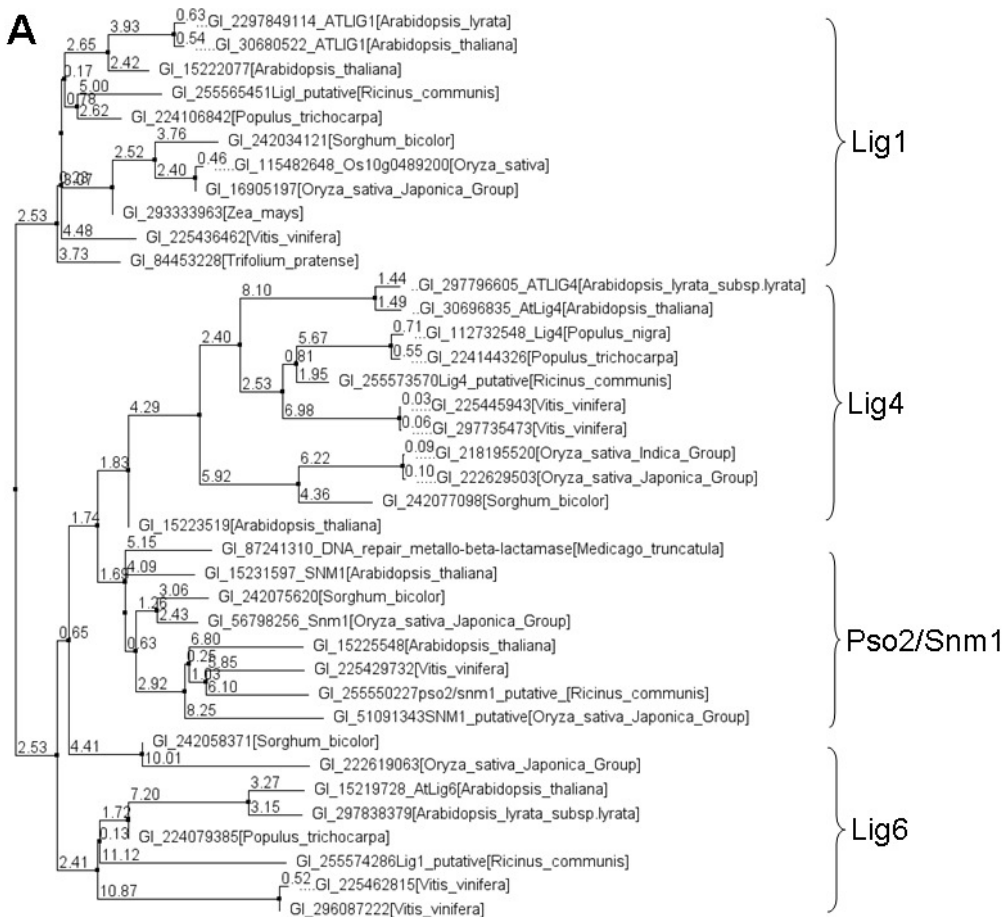 A
0.63
GI_2297849114_ATLIG1[Arabidopsis_lyrata]
3.93
0.54
GI_30680522_ATLIG1[Arabidopsis_thaliana]
2.65
2.42
GI_15222077[Arabidopsis_thaliana]
0.17
5.00
GI_255565451LigI_putative[Ricinus_communis]
0.78
2.62
GI_224106842[Populus_trichocarpa]
3.76
GI_242034121[Sorghum_bicolor]
Lig1
2.52
0.46
GI_115482648_Os10g0489200[Oryza_sativa]
2.40
3.07
GI_16905197[Oryza_sativa_Japonica_Group]
2.53
GI_293333963[Zea_mays]
4.48
GI_225436462[Vitis_vinifera]
3.73
GI_84453228[Trifolium_pratense]
1.44
GI_297796605_ATLIG4[Arabidopsis_lyrata_subsp.lyrata]
8.10
1.49
GI_30696835_AtLig4[Arabidopsis_thaliana]
2.40
5.67
0.71
GI_112732548_Lig4[Populus_nigra]
0.81
0.55
GI_224144326[Populus_trichocarpa]
2.53
1.95
GI_255573570Lig4_putative[Ricinus_communis]
Lig4
4.29
6.98
0.03
GI_225445943[Vitis_vinifera]
0.06
GI_297735473[Vitis_vinifera]
6.22
0.09
GI_218195520[Oryza_sativa_Indica_Group]
1.83
5.92
0.10
GI_222629503[Oryza_sativa_Japonica_Group]
4.36
GI_242077098[Sorghum_bicolor]
1.74
GI_15223519[Arabidopsis_thaliana]
5.15
GI_87241310_DNA_repair_metallo-beta-lactamase[Medicago_truncatula]
1.69
4.09
GI_15231597_SNM1[Arabidopsis_thaliana]
3.06
GI_242075620[Sorghum_bicolor]
1.26
2.43
GI_56798256_Snm1[Oryza_sativa_Japonica_Group]
0.65
0.63
6.80
GI_15225548[Arabidopsis_thaliana]
Pso2/Snm1
0.25
5.85
GI_225429732[Vitis_vinifera]
2.92
1.03
6.10
GI_255550227pso2/snm1_putative_[Ricinus_communis]
8.25
GI_51091343SNM1_putative[Oryza_sativa_Japonica_Group]
2.53
4.41
GI_242058371[Sorghum_bicolor]
10.01
GI_222619063[Oryza_sativa_Japonica_Group]
7.20
3.27
GI_15219728_AtLig6[Arabidopsis_thaliana]
1.72
3.15
GI_297838379[Arabidopsis_lyrata_subsp.lyrata]
0.13
GI_224079385[Populus_trichocarpa]
Lig6
2.41
11.12
GI_255574286Lig1_putative[Ricinus_communis]
10.87
0.52
GI_225462815[Vitis_vinifera]
GI_296087222[Vitis_vinifera]